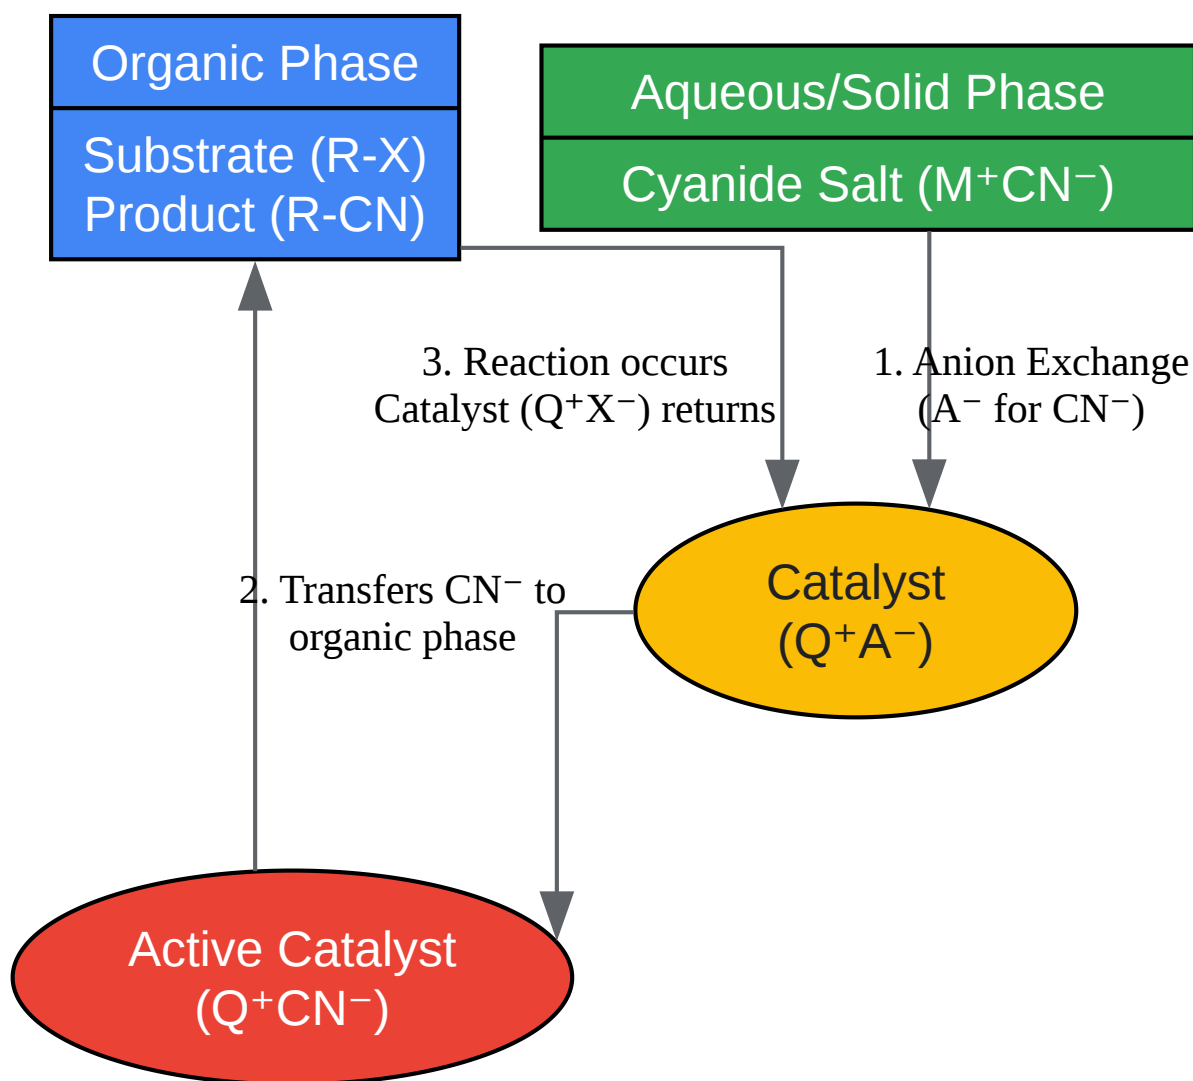 Organic Phase
Substrate (R-X)
Product (R-CN)
Aqueous/Solid Phase
Cyanide Salt (M⁺CN⁻)
3. Reaction occurs
Catalyst (Q⁺X⁻) returns
1. Anion Exchange
(A⁻ for CN⁻)
2. Transfers CN⁻ to
organic phase
Catalyst
(Q⁺A⁻)
Active Catalyst
(Q⁺CN⁻)